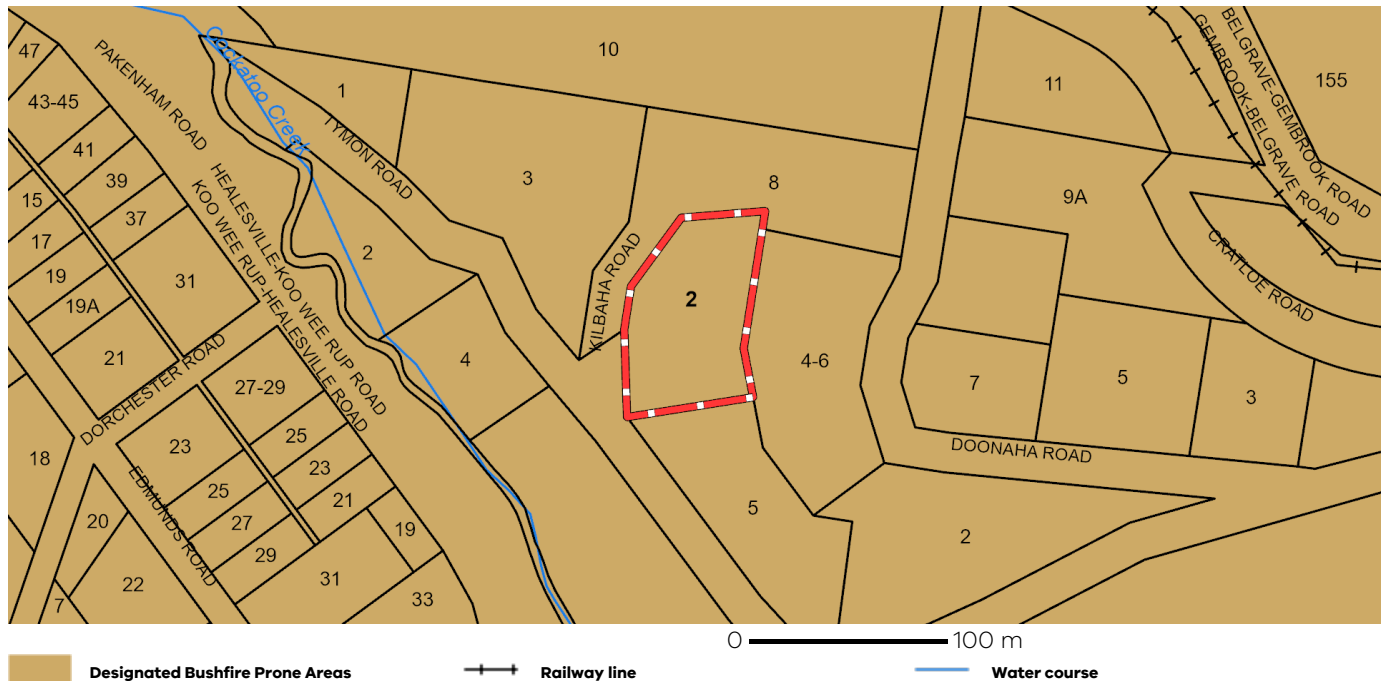 10
47
PAKENHAM ROAD
Cockatoo Creek
BELGRAVE-GEMBROOK ROAD
GEMBROOK-BELGRAVE ROAD
155
11
1
43-45
TYMON ROAD
41
39
3
8
9A
15
37
HEALESVILLE-KOO WEE RUP ROAD
KOO WEE RUP-HEALESVILLE ROAD
17
2
KILBAHA ROAD
CRATLOE ROAD
19
31
2
19A
21
DORCHESTER ROAD
4
4-6
7
5
3
27-29
25
23
DOONAHA ROAD
18
23
25
21
EDMUNDS ROAD
27
19
20
29
5
2
22
31
7
33
0 100 m
Designated Bushfire Prone Areas Railway line Water course